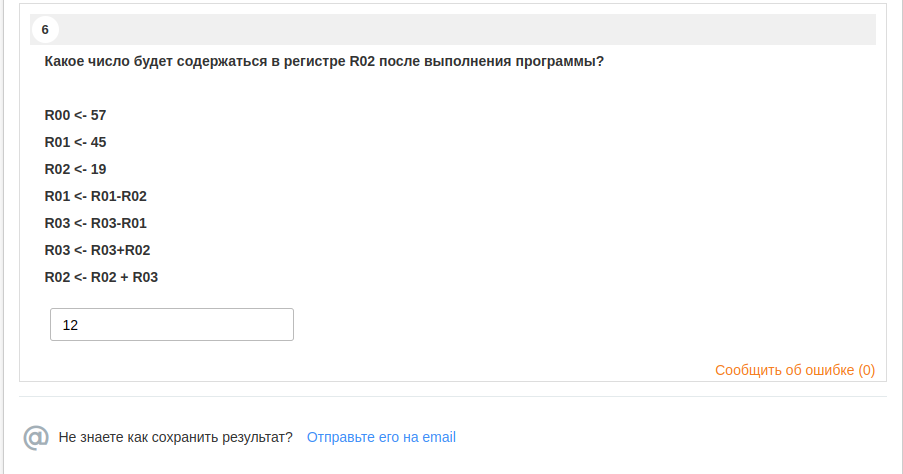 6
Какое число будет содержаться в регистре R02 после выполнения программы?
R00 <- 57
R01 <- 45
R02 <- 19
R01 <- R01-R02
R03 <- R03-R01
R03 <- R03+R02
R02 <- R02 + R03
12
Сообщить об ошибке (0)
@ Не знаете как сохранить результат? Отправьте его на email